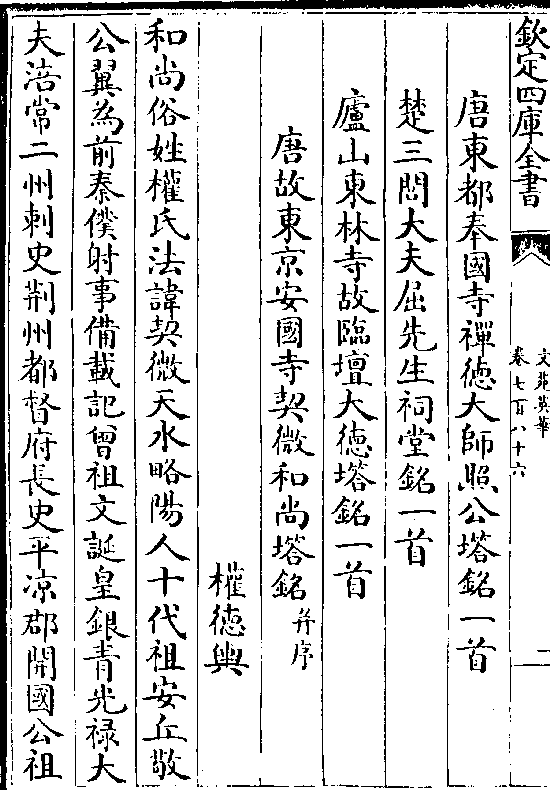 欽定四庫全書
文苑英華
卷七百八十六
二
唐東都奉國寺禪德大師照公塔銘一首
楚三閭大夫屈先生祠堂銘一首
廬山東林寺故臨壇大德塔銘一首
唐故東京安國寺契微和尚塔銘并序
權德輿
和尚俗姓權氏法諱契微天水略陽人十代祖安丘敬
公翼為前秦僕射事備載記曾祖文誕皇銀青光祿大
夫涪常二州刺史荆州都督府長史平凉郡開國公祖